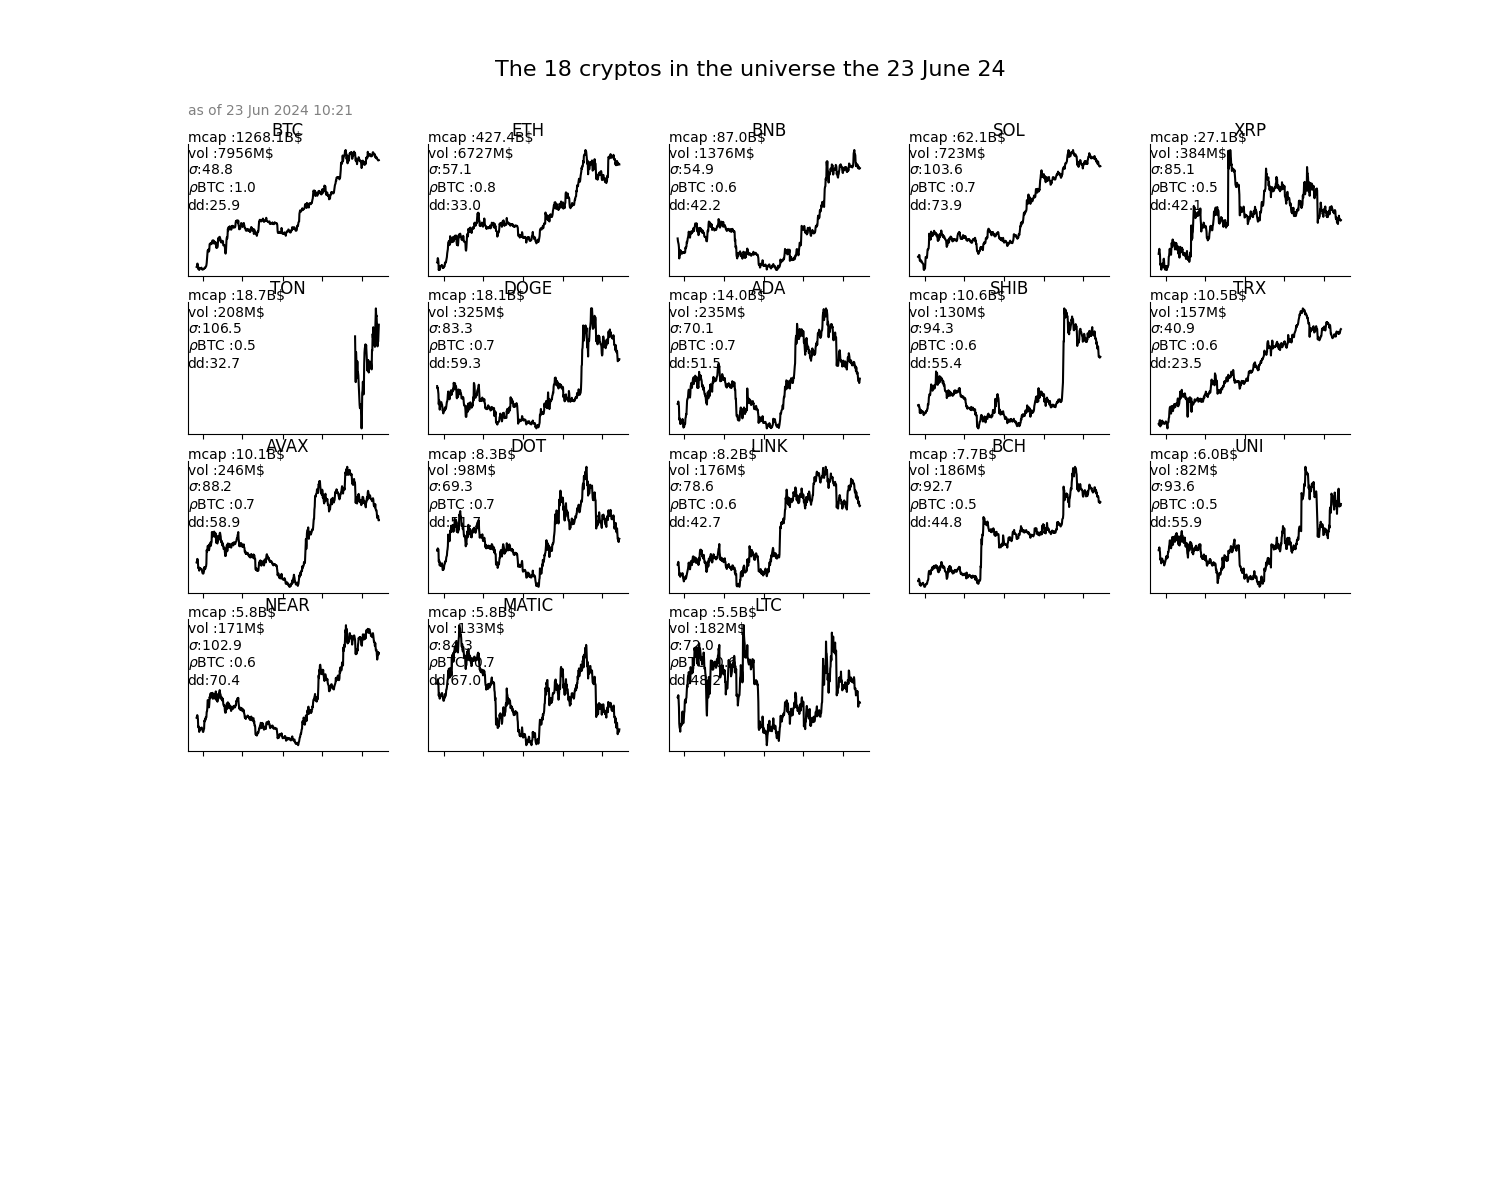 The 18 cryptos in the universe the 23 June 24
as of 23 Jun 2024 10:21
BTC
mcap :1268.1B$
vol :7956M$
σ:48.8
ρBTC :1.0
dd:25.9
ETH
mcap :427.4B$
vol :6727M$
σ:57.1
ρBTC :0.8
dd:33.0
BNB
mcap :87.0B$
vol :1376M$
σ:54.9
ρBTC :0.6
dd:42.2
SOL
mcap :62.1B$
vol :723M$
σ:103.6
ρBTC :0.7
dd:73.9
XRP
mcap :27.1B$
vol :384M$
σ:85.1
ρBTC :0.5
dd:42.1
TON
mcap :18.7B$
vol :208M$
σ:106.5
ρBTC :0.5
dd:32.7
DOGE
mcap :18.1B$
vol :325M$
σ:83.3
ρBTC :0.7
dd:59.3
ADA
mcap :14.0B$
vol :235M$
σ:70.1
ρBTC :0.7
dd:51.5
SHIB
mcap :10.6B$
vol :130M$
σ:94.3
ρBTC :0.6
dd:55.4
TRX
mcap :10.5B$
vol :157M$
σ:40.9
ρBTC :0.6
dd:23.5
AVAX
mcap :10.1B$
vol :246M$
σ:88.2
ρBTC :0.7
dd:58.9
DOT
mcap :8.3B$
vol :98M$
σ:69.3
ρBTC :0.7
LINK
mcap :8.2B$
vol :176M$
σ:78.6
ρBTC :0.6
dd:42.7
BCH
mcap :7.7B$
vol :186M$
σ:92.7
ρBTC :0.5
dd:44.8
UNI
mcap :6.0B$
vol :82M$
σ:93.6
ρBTC :0.5
dd:55.9
NEAR
mcap :5.8B$
vol :171M$
σ:102.9
ρBTC :0.6
dd:70.4
MATIC
mcap :5.8B$
vol :133M$
σ:84.3
ρBTC :0.7
dd:67.0
LTC
mcap :5.5B$
vol :182M$
σ:72.0
ρBTC
dd:48.2